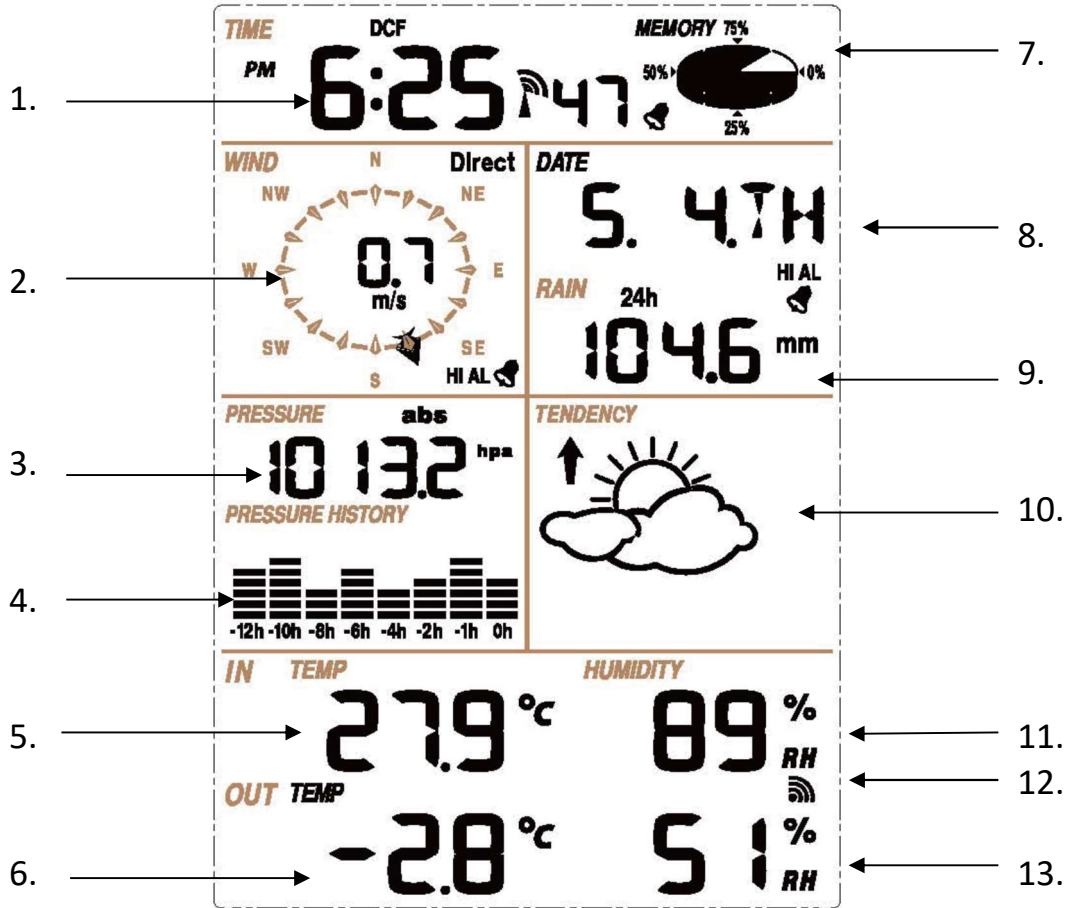 TIME DCF MEMORY 75%
PM 6:25 47 50% 0%
25%
1.
7.
WIND N Direct
NW NE
W 0.7 E
m/s
SW SE
S HI AL
2.
DATE
5. 4.TH
8.
RAIN 24h HI AL
104.6 mm
9.
PRESSURE abs
1013.2 hpa
3.
PRESSURE HISTORY
4.
-12h -10h -8h -6h -4h -2h -1h 0h
TENDENCY
10.
IN TEMP HUMIDITY
5. 27.9 °C 89 % RH 11.
12.
OUT TEMP
6. -2.8 °C 51 % RH 13.